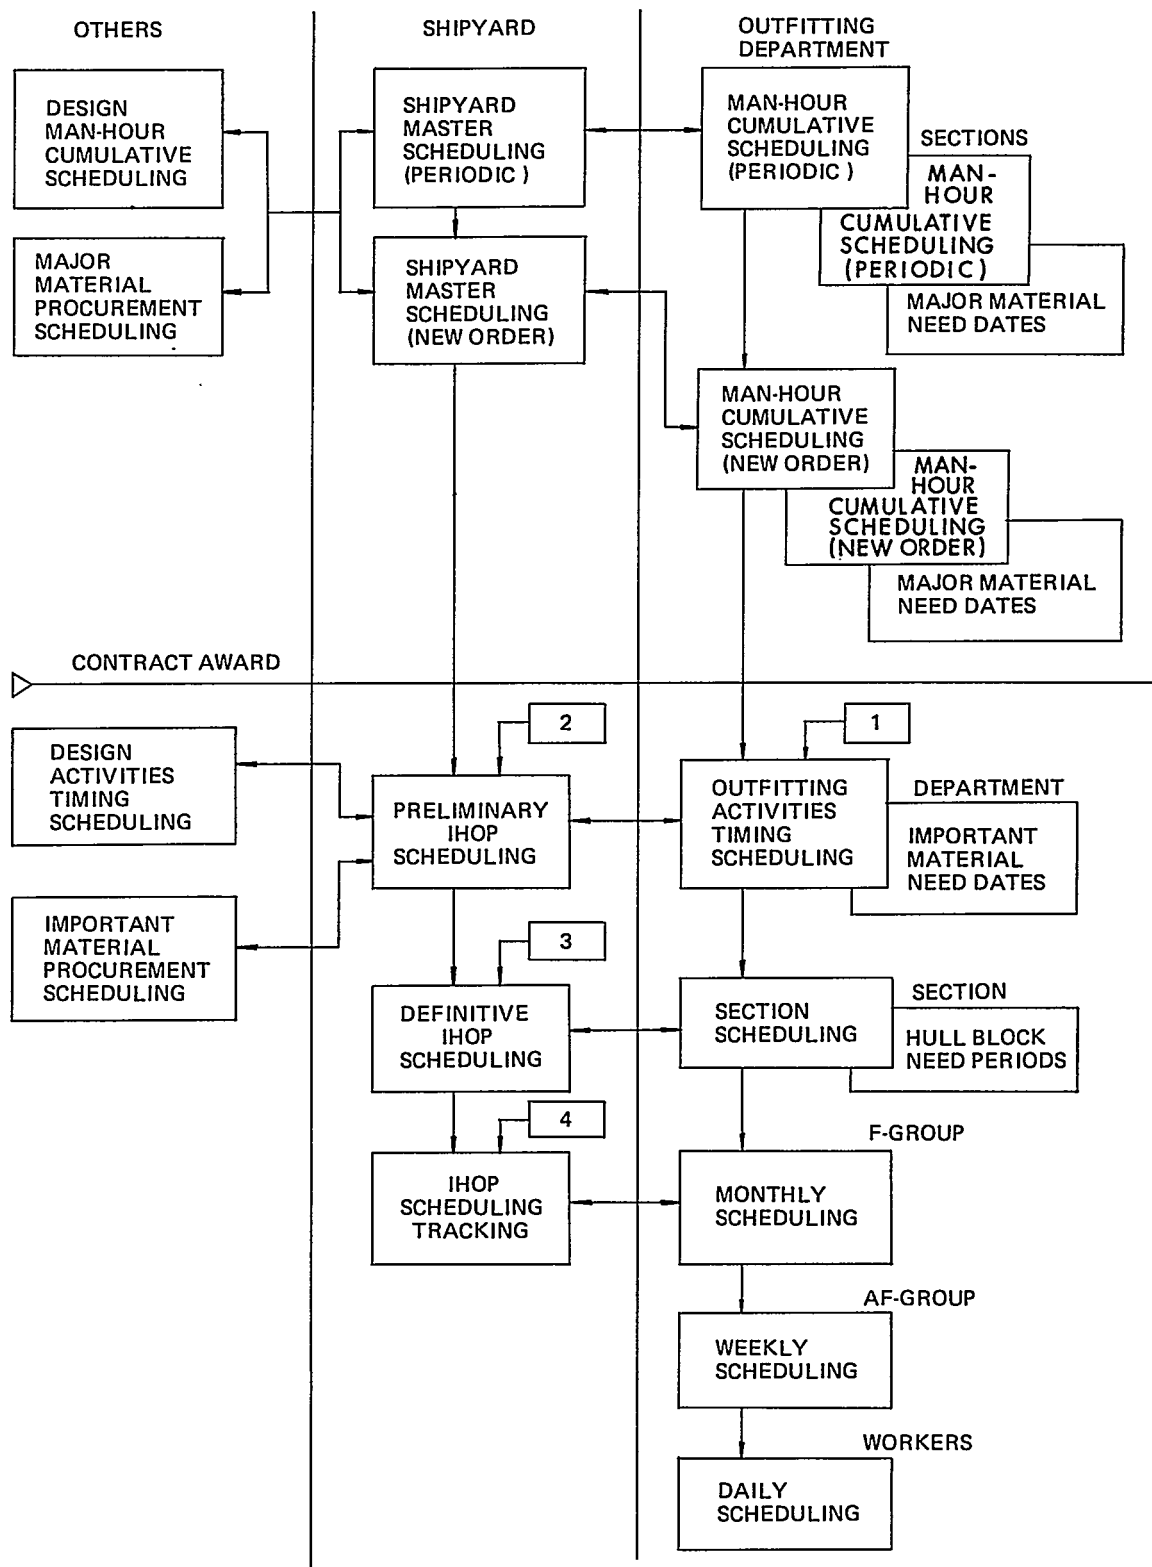 OTHERS
SHIPYARD
OUTFITTING
DEPARTMENT
DESIGN
MAN-HOUR
CUMULATIVE
SCHEDULING
SHIPYARD
MASTER
SCHEDULING
(PERIODIC )
MAN-HOUR
CUMULATIVE
SCHEDULING
(PERIODIC )
SECTIONS
MAN-
HOUR
CUMULATIVE
SCHEDULING
(PERIODIC )
MAJOR MATERIAL
NEED DATES
MAJOR
MATERIAL
PROCUREMENT
SCHEDULING
SHIPYARD
MASTER
SCHEDULING
(NEW ORDER)
MAN-HOUR
CUMULATIVE
SCHEDULING
(NEW ORDER)
MAN-
HOUR
CUMULATIVE
SCHEDULING
(NEW ORDER)
MAJOR MATERIAL
NEED DATES
CONTRACT AWARD
2
1
DESIGN
ACTIVITIES
TIMING
SCHEDULING
PRELIMINARY
IHOP
SCHEDULING
OUTFITTING
ACTIVITIES
TIMING
SCHEDULING
DEPARTMENT
IMPORTANT
MATERIAL
NEED DATES
IMPORTANT
MATERIAL
PROCUREMENT
SCHEDULING
3
DEFINITIVE
IHOP
SCHEDULING
SECTION
SCHEDULING
SECTION
HULL BLOCK
NEED PERIODS
4
F-GROUP
IHOP
SCHEDULING
TRACKING
MONTHLY
SCHEDULING
AF-GROUP
WEEKLY
SCHEDULING
WORKERS
DAILY
SCHEDULING